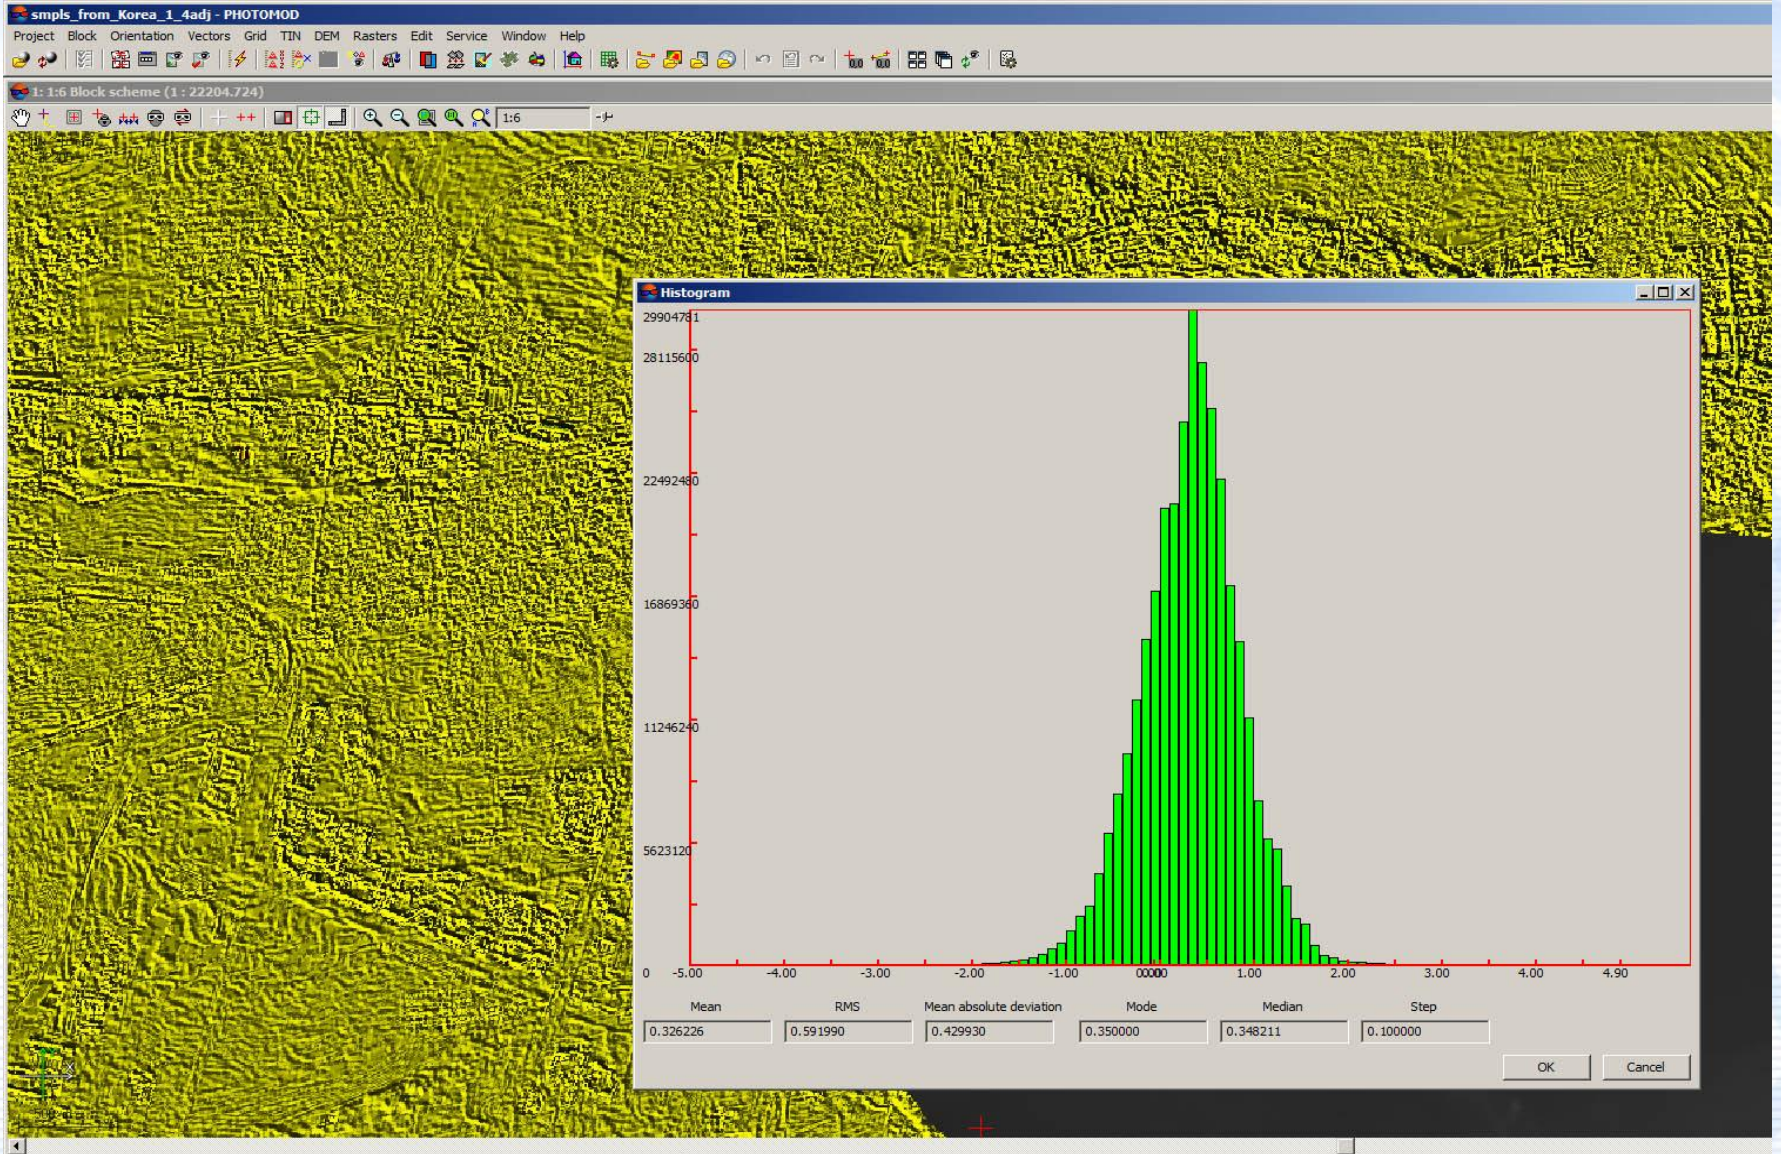 smpls_from_Korea_1_4adj - PHOTOMOD
Project Block Orientation Vectors Grid TIN DEM Rasters Edit Service Window Help
1: 1:6 Block scheme (1 : 22204.724)
1:6
Histogram
29904781
28115600
22492480
16869360
11246240
5623120
0 -5.00 -4.00 -3.00 -2.00 -1.00 0.00 1.00 2.00 3.00 4.00 4.90
Mean RMS Mean absolute deviation Mode Median Step
0.326226 0.591990 0.429930 0.350000 0.348211 0.100000
OK Cancel
X